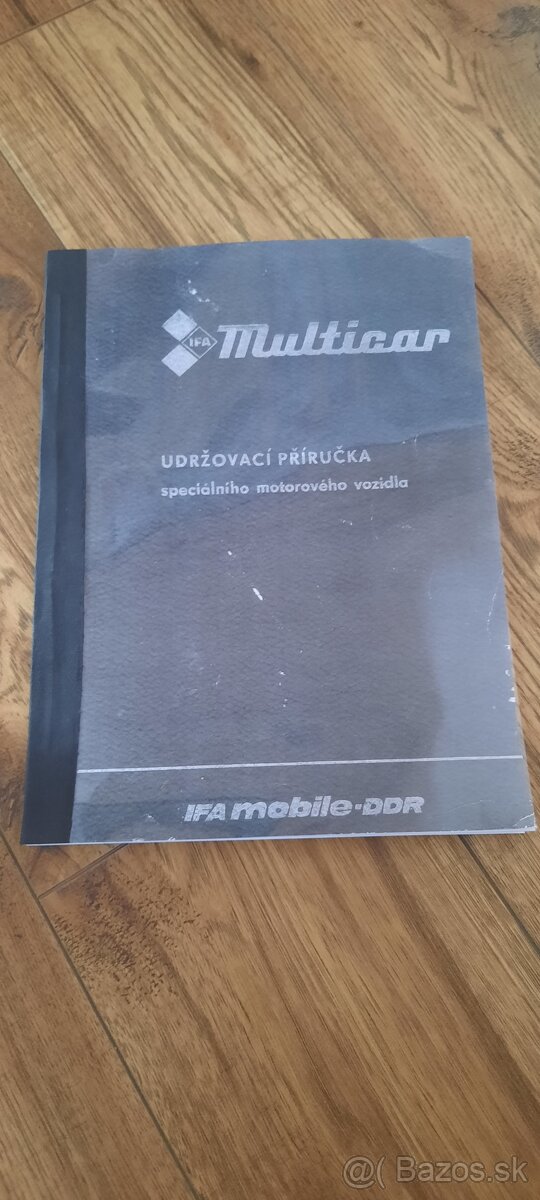 IFA Multicar
UDRŽOVACÍ PŘÍRUČKA
speciálního motorového vozidla
IFA mobile-DDR
@( Bazos.sk